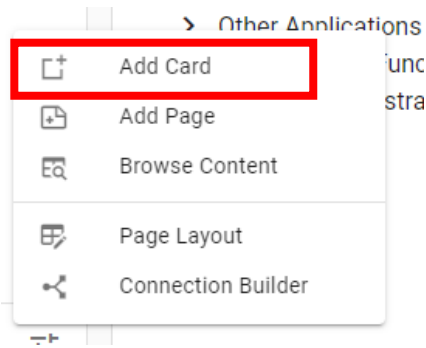 Other Applications
Add Card
Add Page
Browse Content
Page Layout
Connection Builder